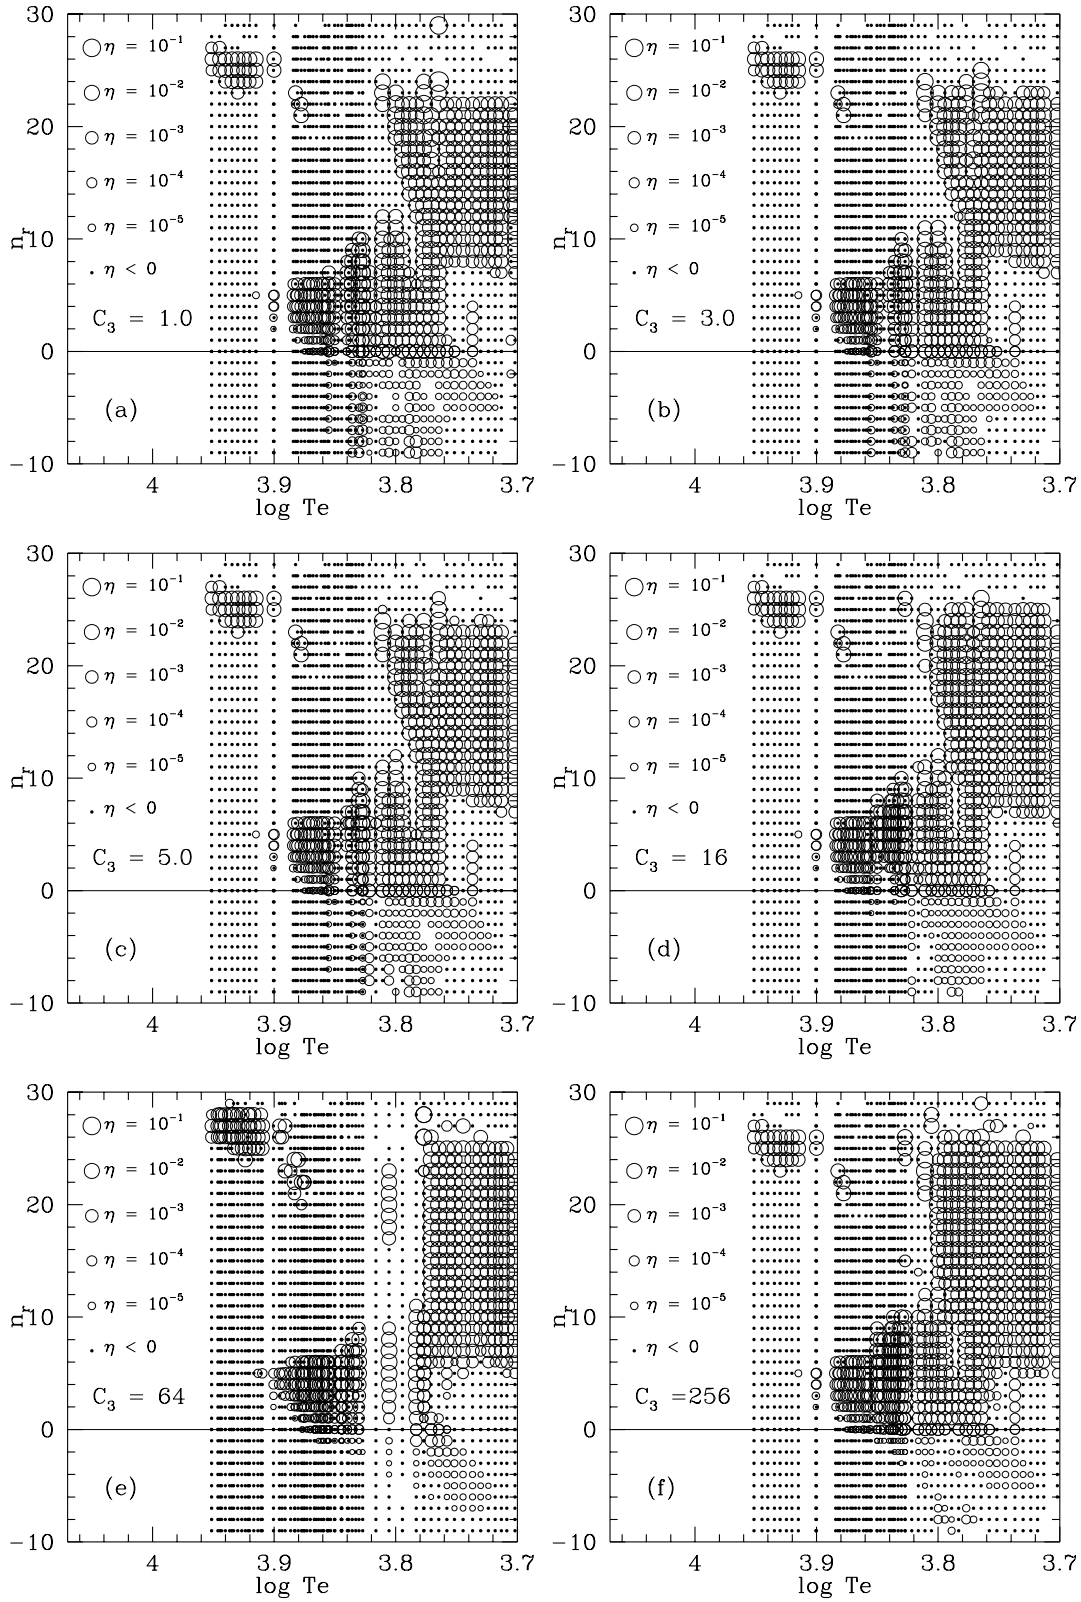 30
20
10
0
−10
n_r
η = 10⁻¹
η = 10⁻²
η = 10⁻³
η = 10⁻⁴
η = 10⁻⁵
η < 0
C₃ = 1.0
(a)
4 3.9 3.8 3.7
log Te
30
20
10
0
−10
n_r
η = 10⁻¹
η = 10⁻²
η = 10⁻³
η = 10⁻⁴
η = 10⁻⁵
η < 0
C₃ = 3.0
(b)
4 3.9 3.8 3.7
log Te
30
20
10
0
−10
n_r
η = 10⁻¹
η = 10⁻²
η = 10⁻³
η = 10⁻⁴
η = 10⁻⁵
η < 0
C₃ = 5.0
(c)
4 3.9 3.8 3.7
log Te
30
20
10
0
−10
n_r
η = 10⁻¹
η = 10⁻²
η = 10⁻³
η = 10⁻⁴
η = 10⁻⁵
η < 0
C₃ = 16
(d)
4 3.9 3.8 3.7
log Te
30
20
10
0
−10
n_r
η = 10⁻¹
η = 10⁻²
η = 10⁻³
η = 10⁻⁴
η = 10⁻⁵
η < 0
C₃ = 64
(e)
4 3.9 3.8 3.7
log Te
30
20
10
0
−10
n_r
η = 10⁻¹
η = 10⁻²
η = 10⁻³
η = 10⁻⁴
η = 10⁻⁵
η < 0
C₃ =256
(f)
4 3.9 3.8 3.7
log Te